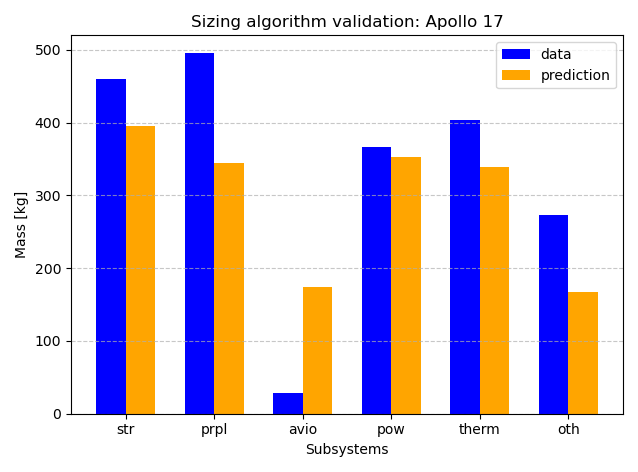 Sizing algorithm validation: Apollo 17
data
prediction
Mass [kg]
500
400
300
200
100
0
str prpl avio pow therm oth
Subsystems